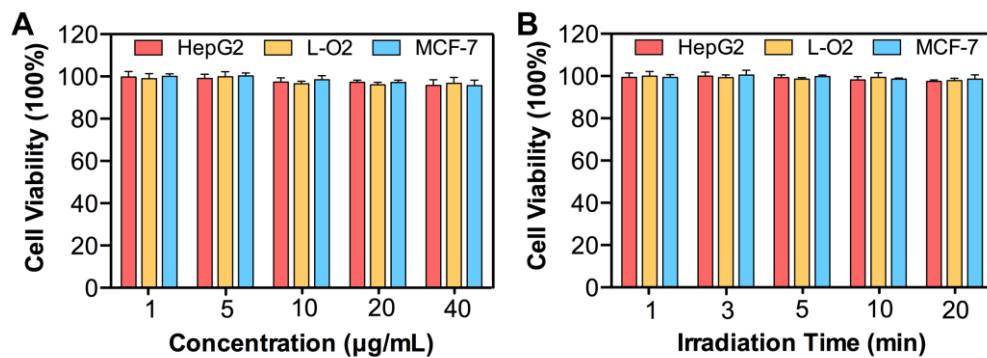 A
Cell Viability (100%)
120
100
80
60
40
20
0
HepG2 L-O2 MCF-7
1 5 10 20 40
Concentration (μg/mL)
B
Cell Viability (100%)
120
100
80
60
40
20
0
HepG2 L-O2 MCF-7
1 3 5 10 20
Irradiation Time (min)